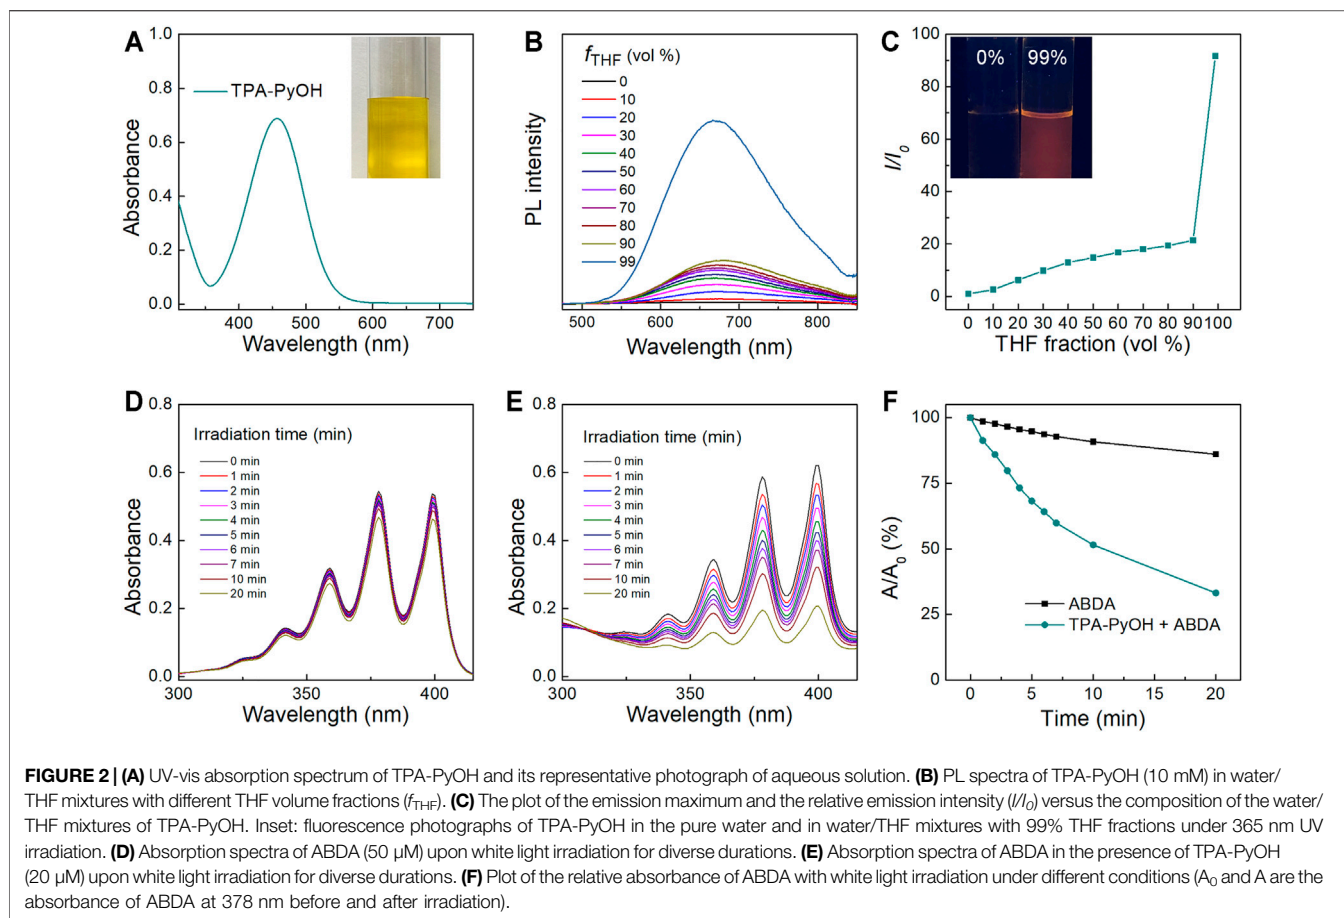 A
TPA-PyOH
Absorbance
1.0
0.8
0.6
0.4
0.2
0.0
400 500 600 700
Wavelength (nm)
B
fTHF (vol %)
0
10
20
30
40
50
60
70
80
90
99
PL intensity
500 600 700 800
Wavelength (nm)
C
0% 99%
I/I0
100
80
60
40
20
0
0 10 20 30 40 50 60 70 80 90 100
THF fraction (vol %)
D
Irradiation time (min)
0 min
1 min
2 min
3 min
4 min
5 min
6 min
7 min
10 min
20 min
Absorbance
0.8
0.6
0.4
0.2
0.0
300 350 400
Wavelength (nm)
E
Irradiation time (min)
0 min
1 min
2 min
3 min
4 min
5 min
6 min
7 min
10 min
20 min
Absorbance
0.8
0.6
0.4
0.2
0.0
300 350 400
Wavelength (nm)
F
A/A0 (%)
100
75
50
25
0
ABDA
TPA-PyOH + ABDA
0 5 10 15 20
Time (min)
FIGURE 2 | (A) UV-vis absorption spectrum of TPA-PyOH and its representative photograph of aqueous solution. (B) PL spectra of TPA-PyOH (10 mM) in water/
THF mixtures with different THF volume fractions (fTHF). (C) The plot of the emission maximum and the relative emission intensity (I/I0) versus the composition of the water/
THF mixtures of TPA-PyOH. Inset: fluorescence photographs of TPA-PyOH in the pure water and in water/THF mixtures with 99% THF fractions under 365 nm UV
irradiation. (D) Absorption spectra of ABDA (50 μM) upon white light irradiation for diverse durations. (E) Absorption spectra of ABDA in the presence of TPA-PyOH
(20 μM) upon white light irradiation for diverse durations. (F) Plot of the relative absorbance of ABDA with white light irradiation under different conditions (A0 and A are the
absorbance of ABDA at 378 nm before and after irradiation).